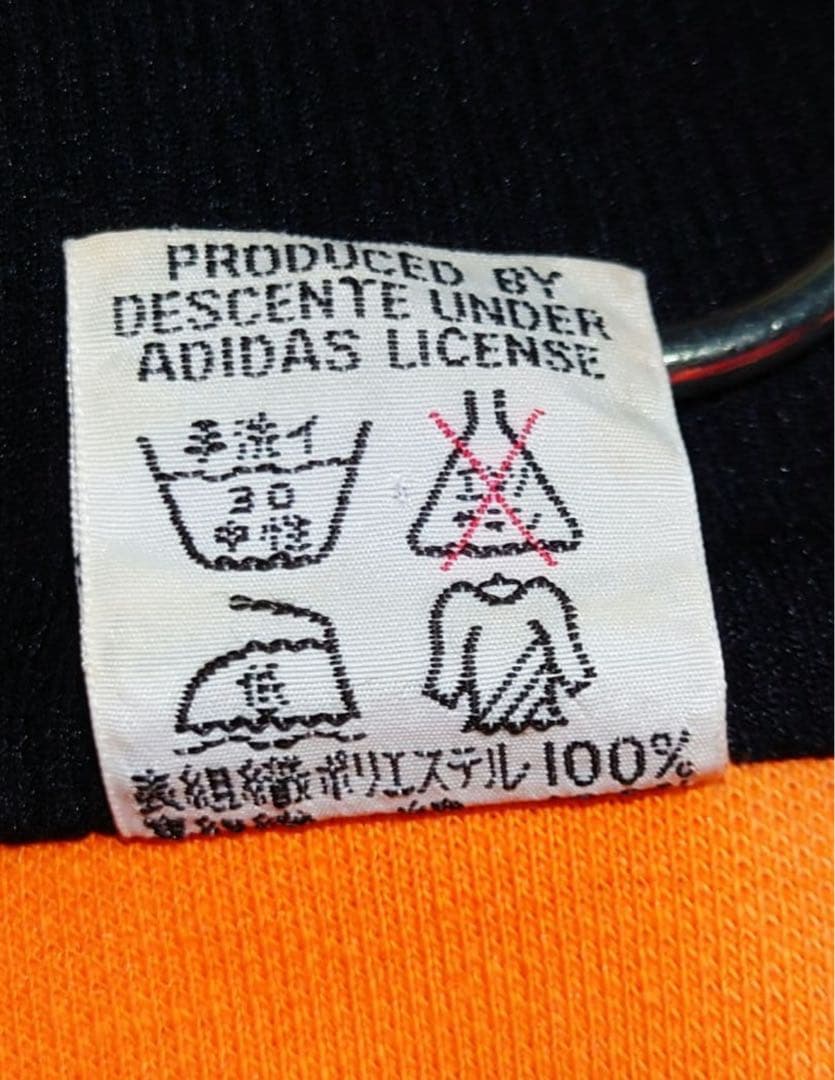 PRODUCED BY
DESCENTE UNDER
ADIDAS LICENSE
手洗イ
30
中性
低
表組織ポリエステル100%